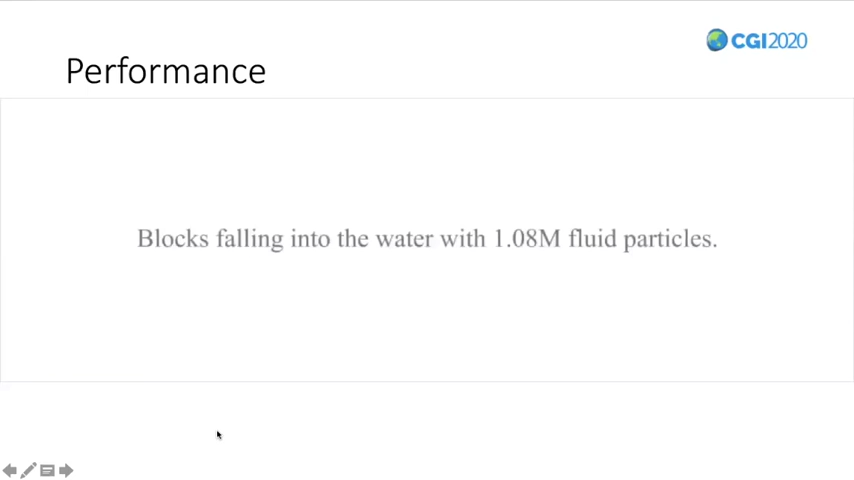 CGI2020
Performance
Blocks falling into the water with 1.08M fluid particles.